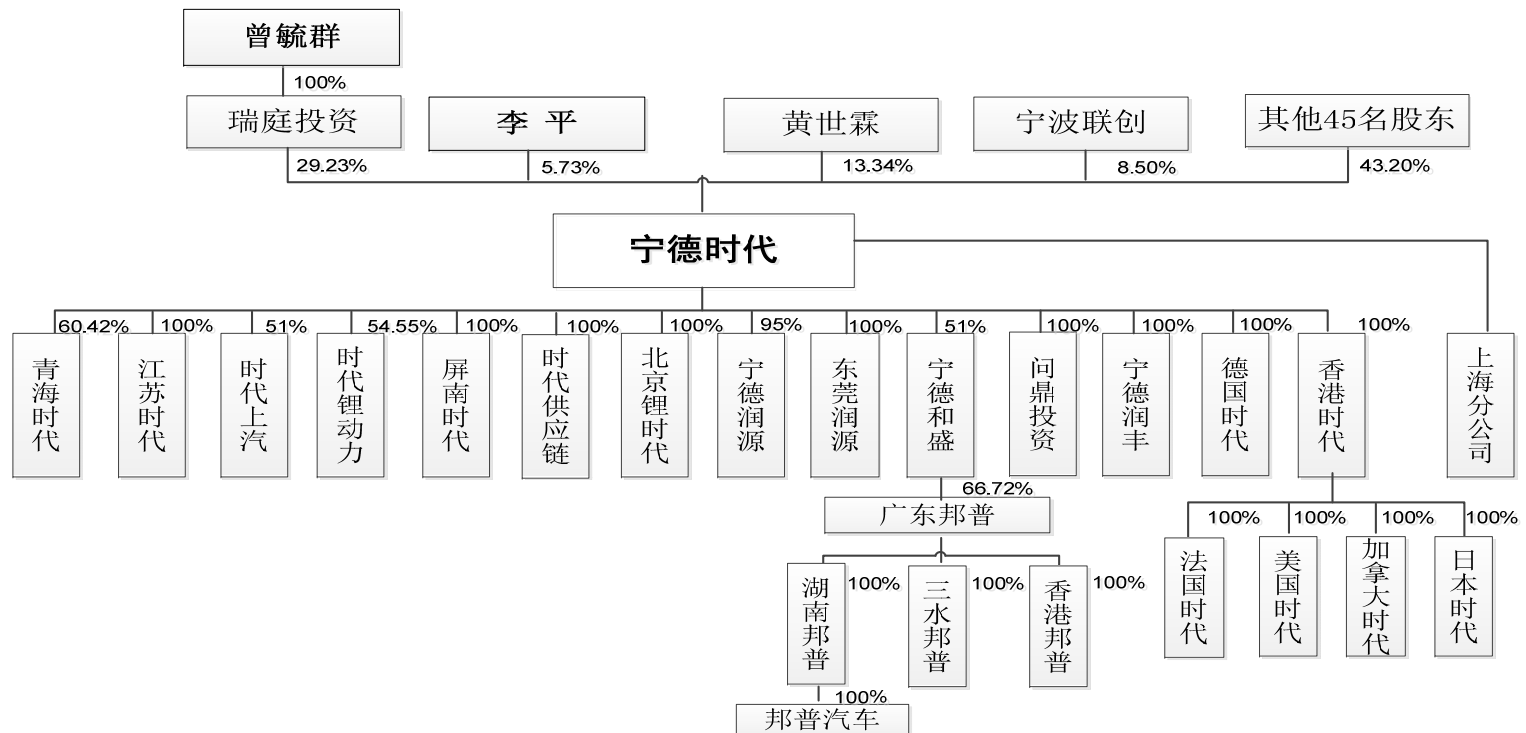 曾毓群
100%
瑞庭投资
李 平
黄世霖
宁波联创
其他45名股东
29.23%
5.73%
13.34%
8.50%
43.20%
宁德时代
60.42%
100%
51%
54.55%
100%
100%
100%
95%
100%
51%
100%
100%
100%
100%
青海时代
江苏时代
时代上汽
时代锂动力
屏南时代
时代供应链
北京锂时代
宁德润源
东莞润源
宁德和盛
问鼎投资
宁德润丰
德国时代
香港时代
上海分公司
66.72%
广东邦普
100%
100%
100%
100%
法国时代
美国时代
加拿大时代
日本时代
湖南邦普
100%
三水邦普
100%
香港邦普
100%
100%
邦普汽车